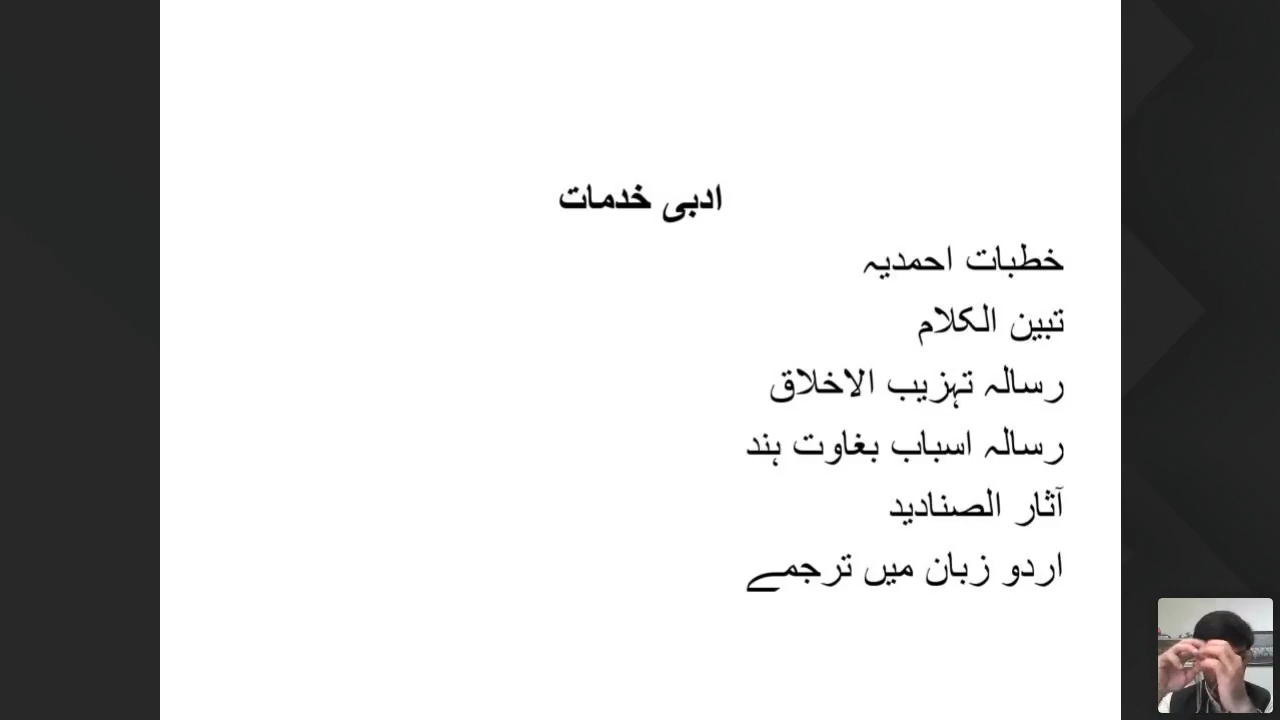 ادبی خدمات
خطبات احمدیہ
تبین الکلام
رسالہ تہزیب الاخلاق
رسالہ اسباب بغاوت ہند
آثار الصنادید
اردو زبان میں ترجمے